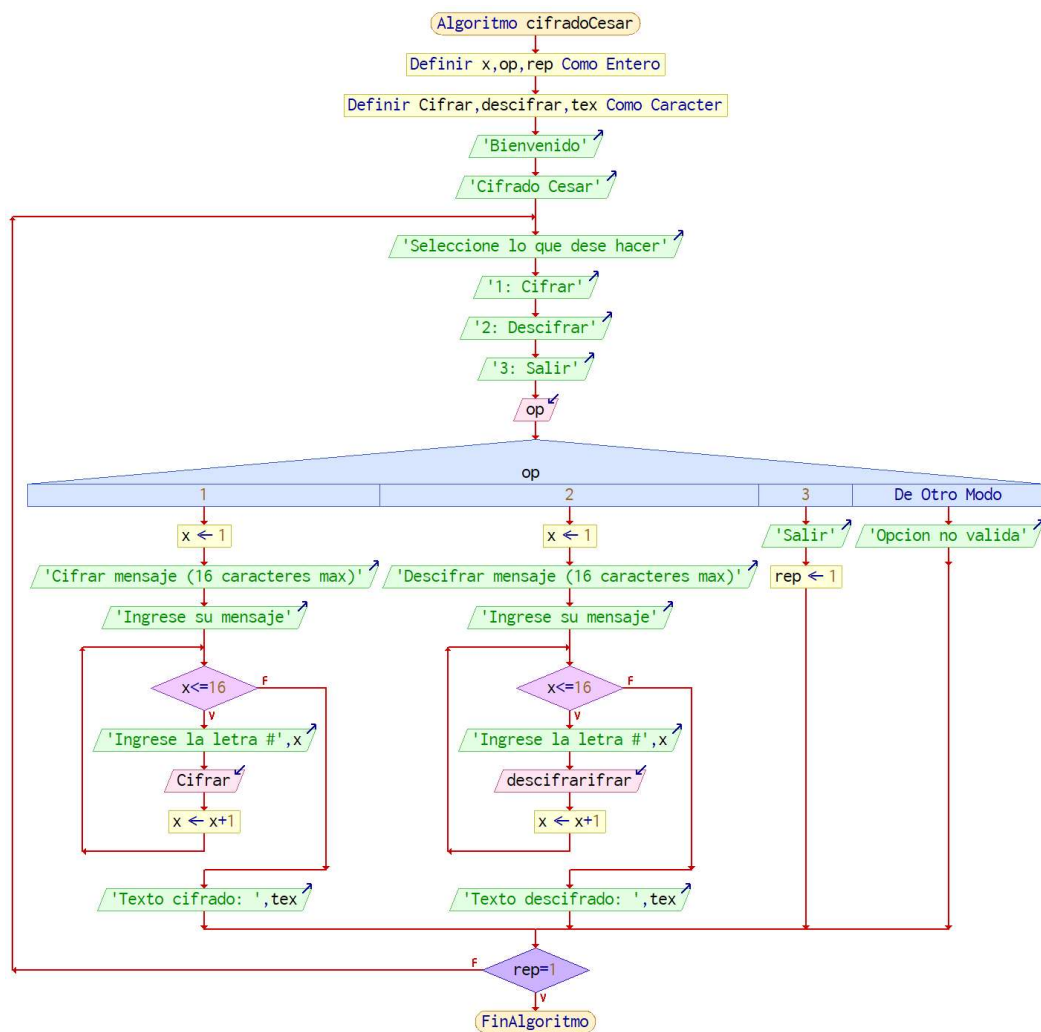 Algoritmo cifradoCesar
Definir x,op,rep Como Entero
Definir Cifrar,descifrar,tex Como Caracter
'Bienvenido'
'Cifrado Cesar'
'Seleccione lo que dese hacer'
'1: Cifrar'
'2: Descifrar'
'3: Salir'
op
op
1
2
3
De Otro Modo
x ← 1
'Cifrar mensaje (16 caracteres max)'
'Ingrese su mensaje'
x<=16
F
V
'Ingrese la letra #',x
Cifrar
x ← x+1
'Texto cifrado: ',tex
x ← 1
'Descifrar mensaje (16 caracteres max)'
'Ingrese su mensaje'
x<=16
F
V
'Ingrese la letra #',x
descifrarifrar
x ← x+1
'Texto descifrado: ',tex
'Salir'
rep ← 1
'Opcion no valida'
rep=1
F
V
FinAlgoritmo